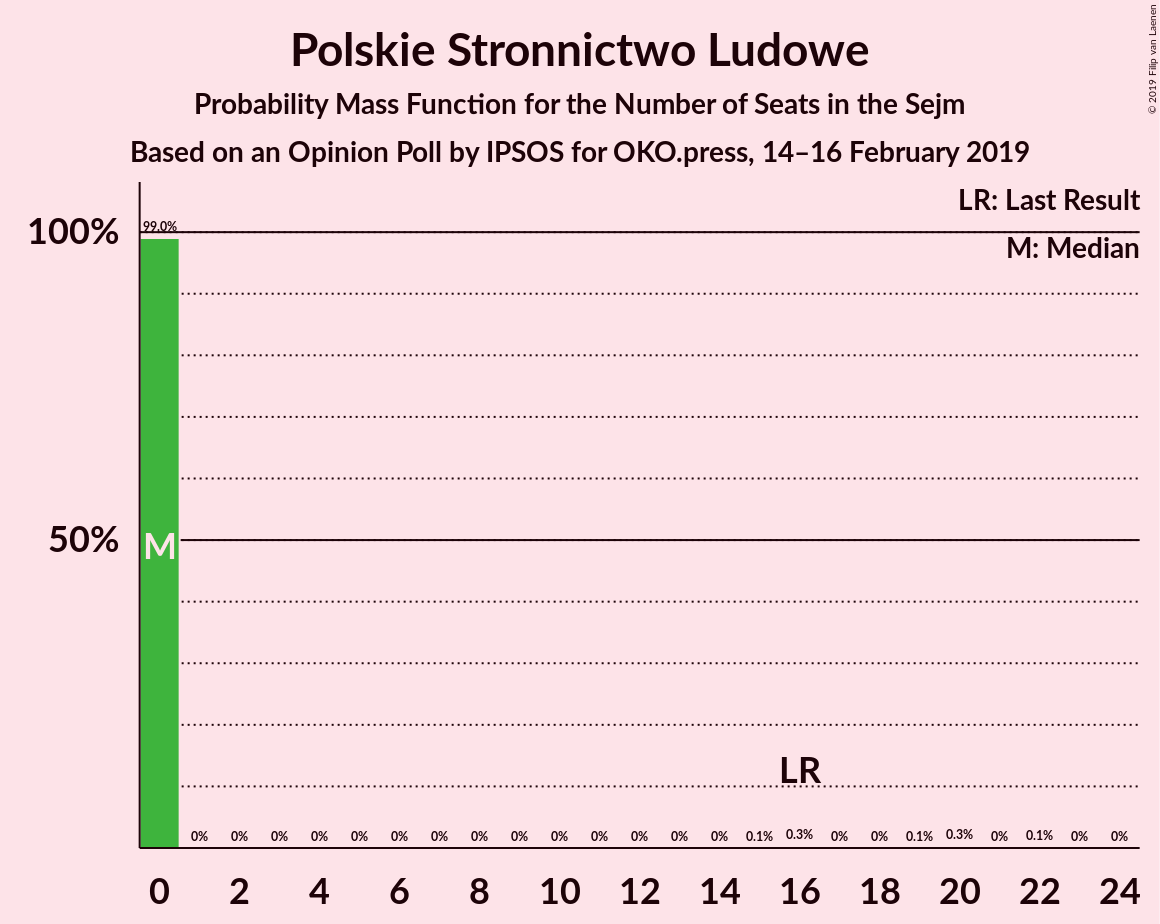 Polskie Stronnictwo Ludowe
Probability Mass Function for the Number of Seats in the Sejm
Based on an Opinion Poll by IPSOS for OKO.press, 14–16 February 2019
© 2019 Filip van Laenen
LR: Last Result
M: Median
100%
99.0%
50%
M
LR
0% 0% 0% 0% 0% 0% 0% 0% 0% 0% 0% 0% 0% 0% 0.1% 0.3% 0% 0% 0.1% 0.3% 0% 0.1% 0% 0%
0 2 4 6 8 10 12 14 16 18 20 22 24